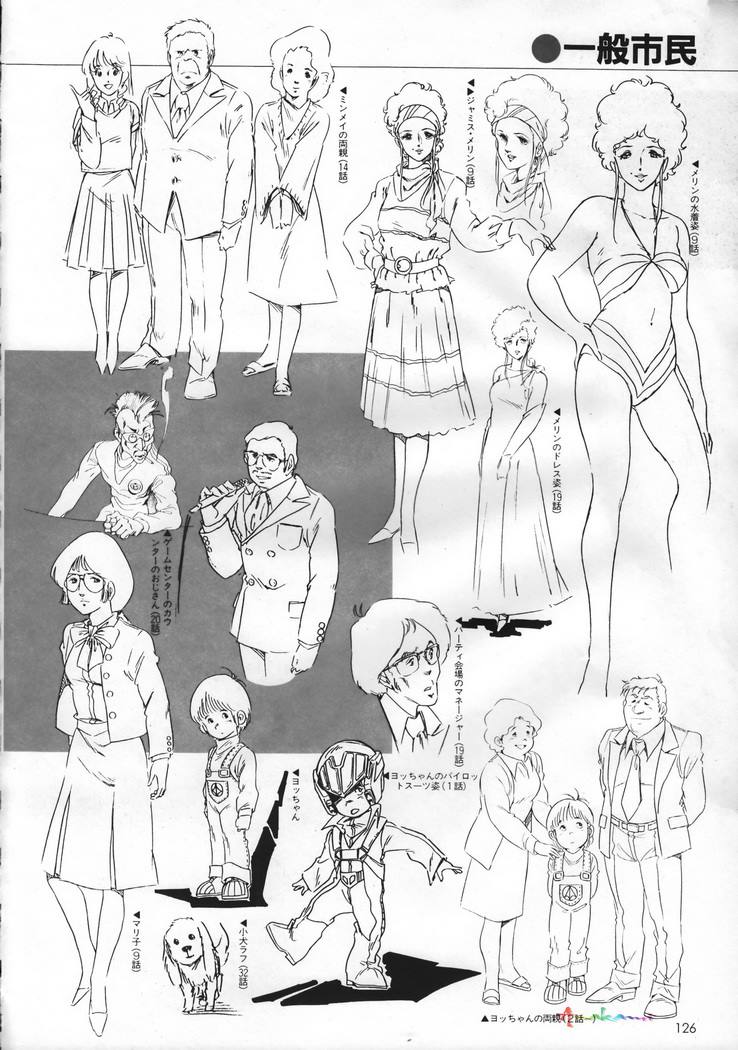 ●一般市民
◀ミンメイの両親(14話)
◀ジャミス・メリン(9話)
◀メリンの水着姿(9話)
◀メリンのドレス姿(19話)
▲ゲームセンターのカウ
ンターのおじさん(20話)
◀パーティ会場のマネージャー(19話)
◀ヨッちゃんのパイロッ
トスーツ姿(1話)
◀ヨッちゃん
◀マリ子(9話)
◀小犬ラフ(32話)
▲ヨッちゃんの両親(2話〜)
126